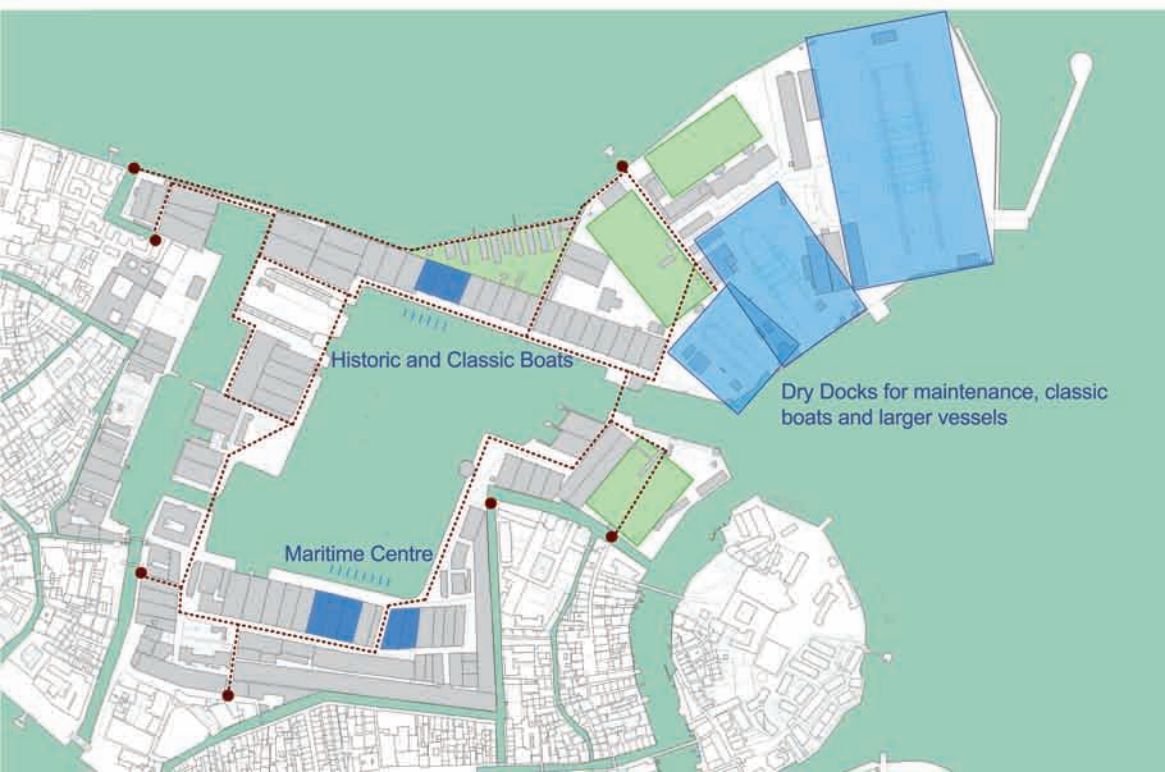 Historic and Classic Boats
Dry Docks for maintenance, classic
boats and larger vessels
Maritime Centre